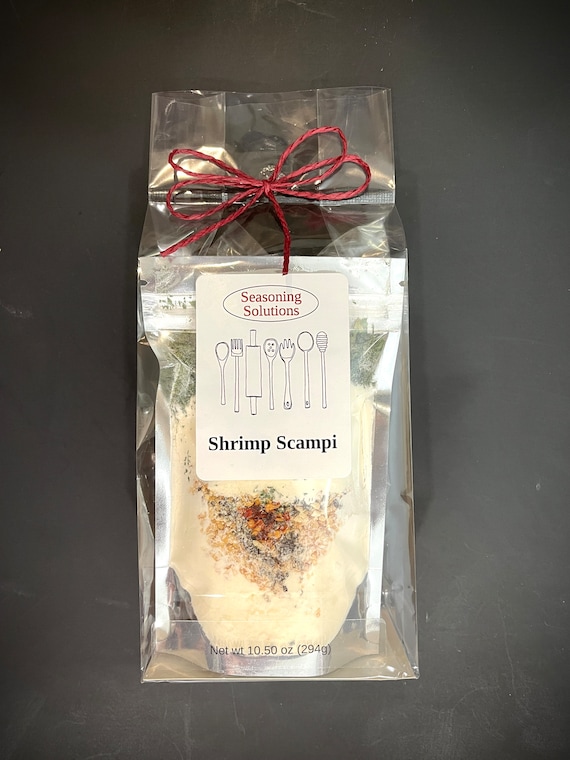 Seasoning
Solutions
Shrimp Scampi
Net wt 10.50 oz (294g)